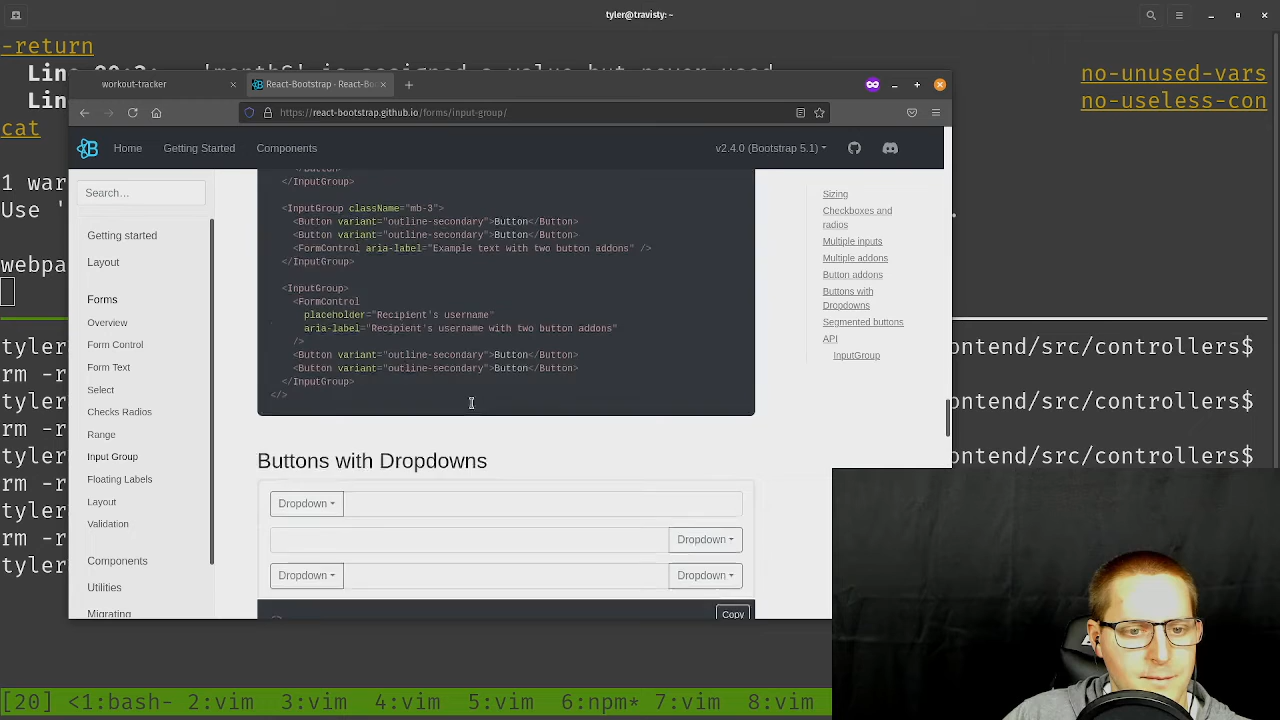 tyler@travisty: ~
-return
no-unused-vars
no-useless-con
cat
1 war
Use '
webpa
workout-tracker
React-Bootstrap · React-Bo
https://react-bootstrap.github.io/forms/input-group/
Home
Getting Started
Components
v2.4.0 (Bootstrap 5.1)
Search…
Getting started
Layout
Forms
Overview
Form Control
Form Text
Select
Checks Radios
Range
Input Group
Floating Labels
Layout
Validation
Components
Utilities
Migrating
</InputGroup>
<InputGroup className="mb-3">
<Button variant="outline-secondary">Button</Button>
<Button variant="outline-secondary">Button</Button>
<FormControl aria-label="Example text with two button addons" />
</InputGroup>
<InputGroup>
<FormControl
placeholder="Recipient's username"
aria-label="Recipient's username with two button addons"
/>
<Button variant="outline-secondary">Button</Button>
<Button variant="outline-secondary">Button</Button>
</InputGroup>
</>
Buttons with Dropdowns
Dropdown
Dropdown
Dropdown
Dropdown
Copy
Sizing
Checkboxes and
radios
Multiple inputs
Multiple addons
Button addons
Buttons with
Dropdowns
Segmented buttons
API
InputGroup
tyler
ontend/src/controllers$
rm -r
tyler
ontend/src/controllers$
rm -r
tyler
ontend/src/controllers$
rm -r
tyler
rm -r
tyler
[20] <1:bash- 2:vim 3:vim 4:vim 5:vim 6:npm* 7:vim 8:vim